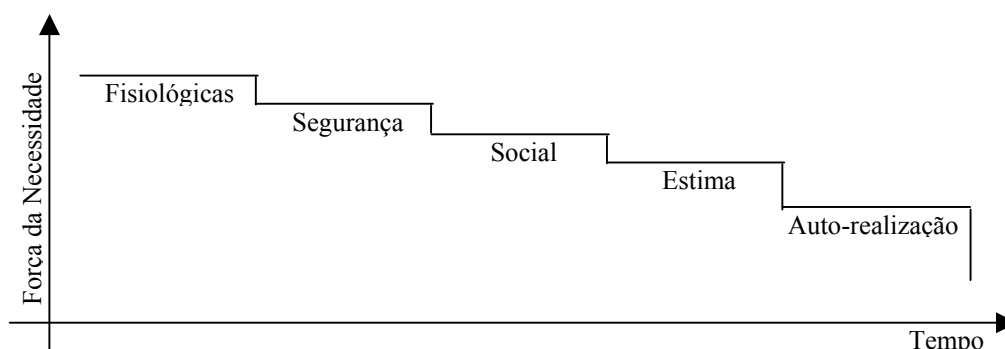 Força da Necessidade
Fisiológicas
Segurança
Social
Estima
Auto-realização
Tempo